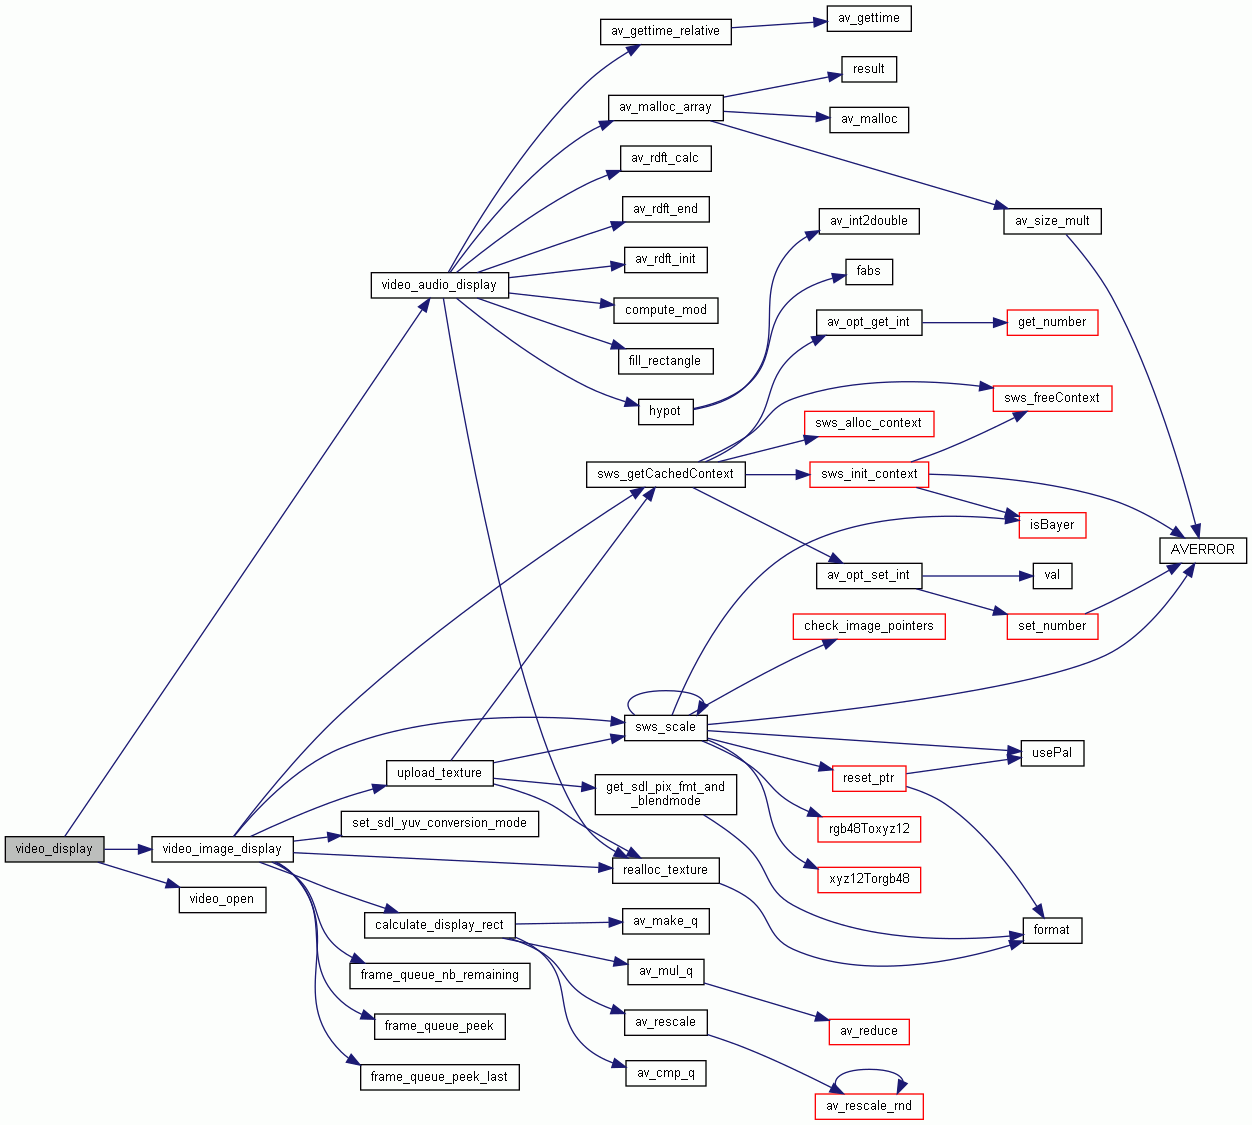 av_gettime
av_gettime_relative
result
av_malloc_array
av_malloc
av_rdft_calc
av_rdft_end
av_int2double
av_size_mult
av_rdft_init
fabs
video_audio_display
compute_mod
av_opt_get_int
get_number
fill_rectangle
hypot
sws_freeContext
sws_alloc_context
sws_getCachedContext
sws_init_context
isBayer
AVERROR
av_opt_set_int
val
check_image_pointers
set_number
sws_scale
usePal
upload_texture
reset_ptr
get_sdl_pix_fmt_and
_blendmode
set_sdl_yuv_conversion_mode
rgb48Toxyz12
video_display
video_image_display
realloc_texture
xyz12Torgb48
video_open
calculate_display_rect
av_make_q
format
frame_queue_nb_remaining
av_mul_q
frame_queue_peek
av_rescale
av_reduce
frame_queue_peek_last
av_cmp_q
av_rescale_rnd